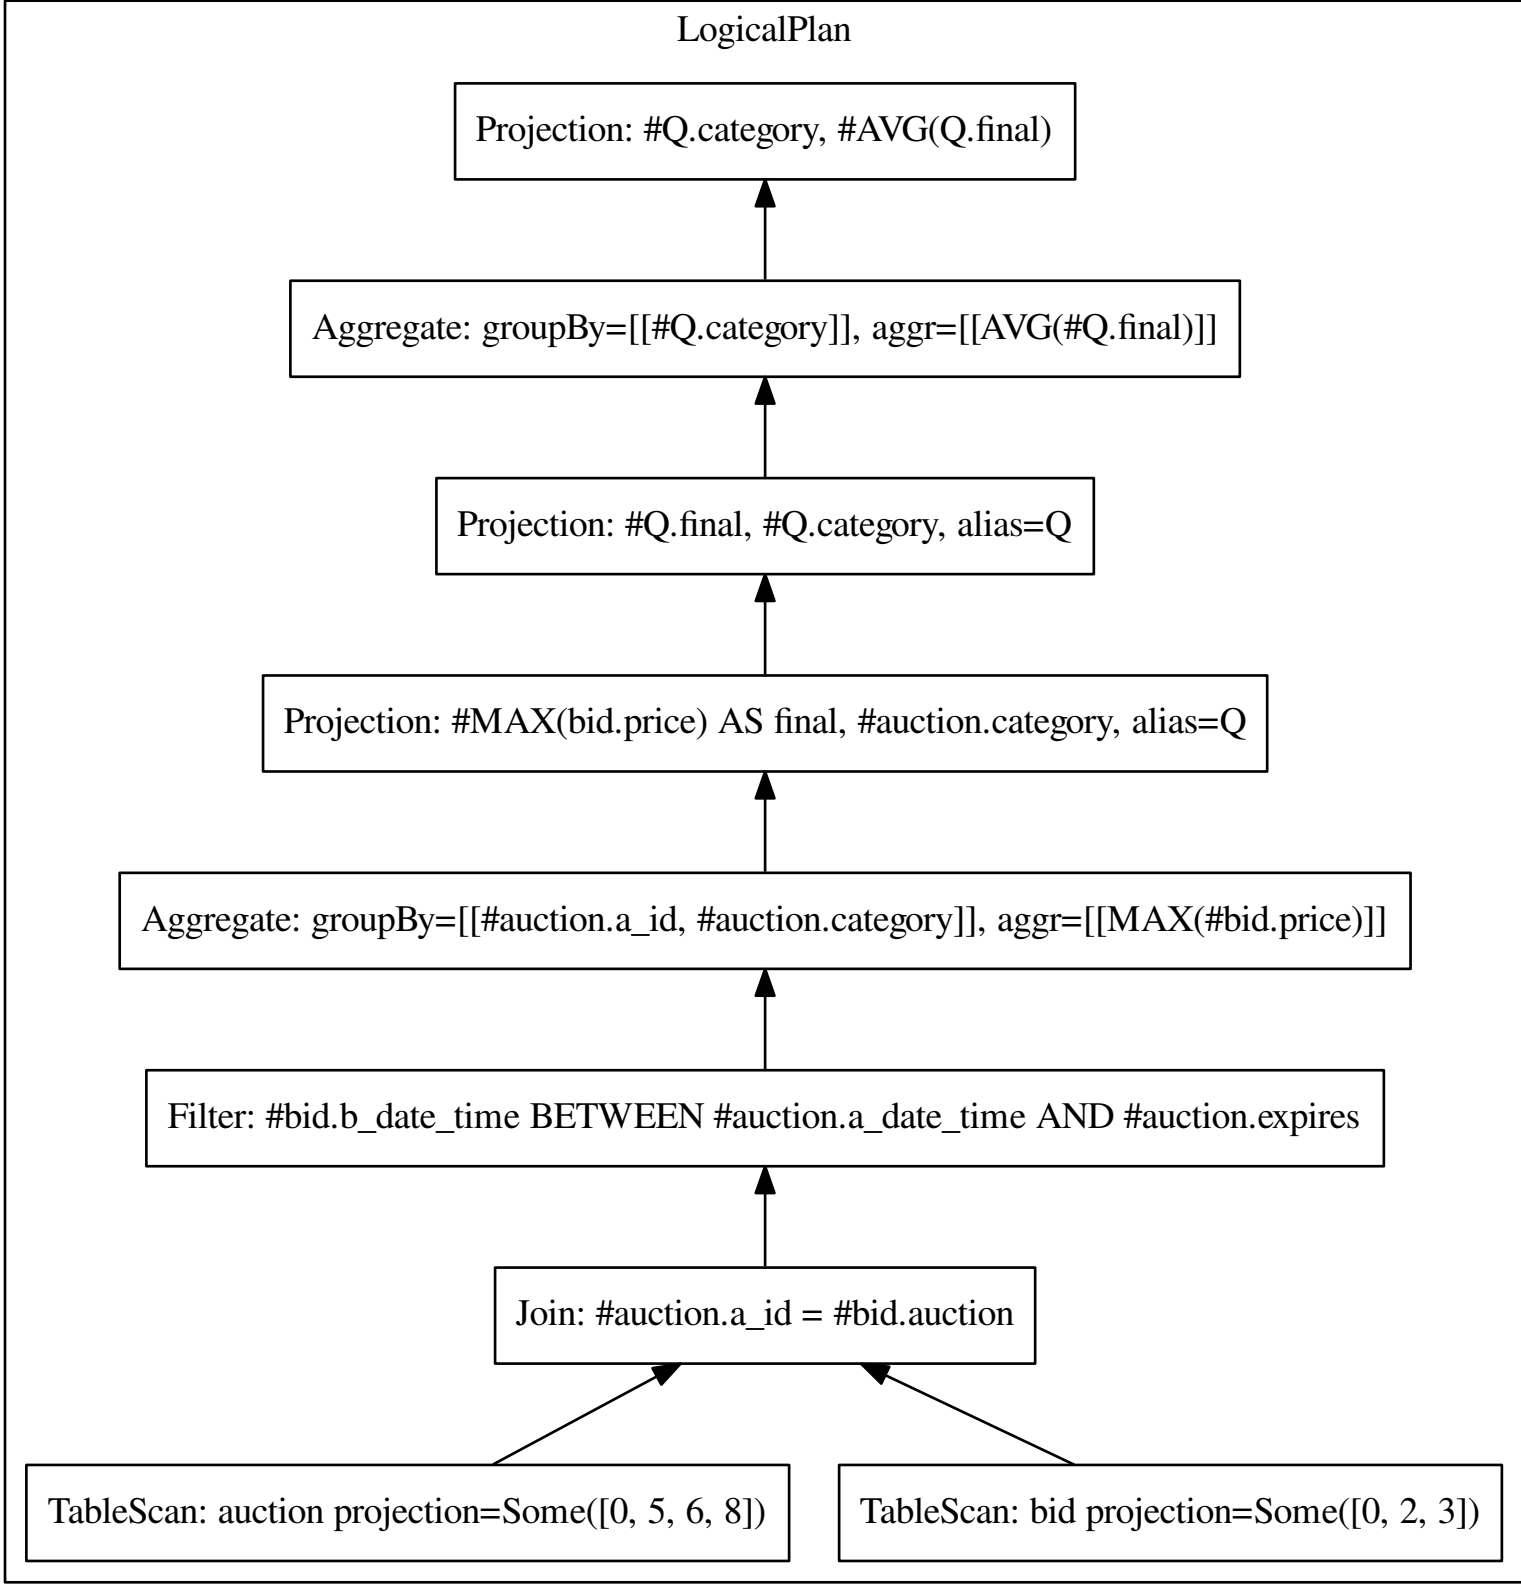 LogicalPlan
Projection: #Q.category, #AVG(Q.final)
Aggregate: groupBy=[[#Q.category]], aggr=[[AVG(#Q.final)]]
Projection: #Q.final, #Q.category, alias=Q
Projection: #MAX(bid.price) AS final, #auction.category, alias=Q
Aggregate: groupBy=[[#auction.a_id, #auction.category]], aggr=[[MAX(#bid.price)]]
Filter: #bid.b_date_time BETWEEN #auction.a_date_time AND #auction.expires
Join: #auction.a_id = #bid.auction
TableScan: auction projection=Some([0, 5, 6, 8])
TableScan: bid projection=Some([0, 2, 3])